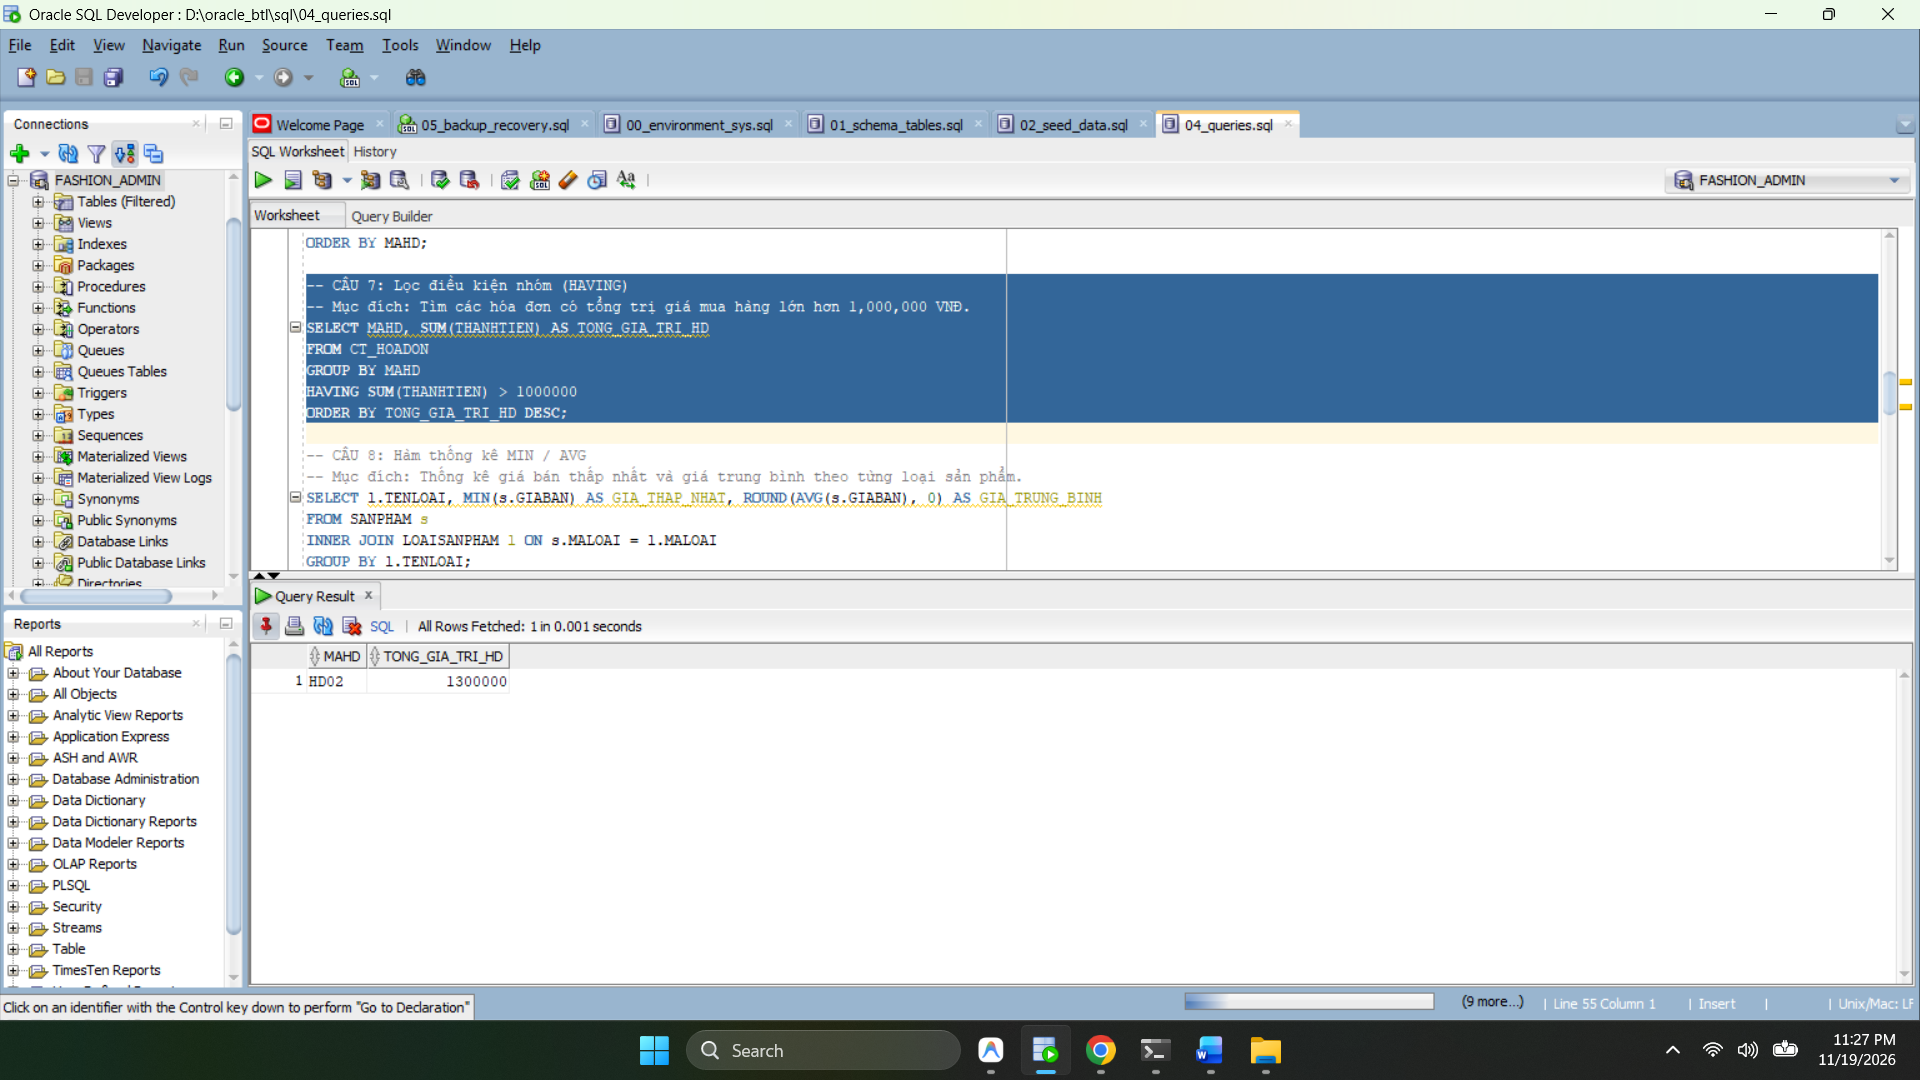 Oracle SQL Developer : D:\oracle_btl\sql\04_queries.sql
File Edit View Navigate Run Source Team Tools Window Help
Connections
FASHION_ADMIN
Tables (Filtered)
Views
Indexes
Packages
Procedures
Functions
Operators
Queues
Queues Tables
Triggers
Types
Sequences
Materialized Views
Materialized View Logs
Synonyms
Public Synonyms
Database Links
Public Database Links
Directories
Reports
All Reports
About Your Database
All Objects
Analytic View Reports
Application Express
ASH and AWR
Database Administration
Data Dictionary
Data Dictionary Reports
Data Modeler Reports
OLAP Reports
PLSQL
Security
Streams
Table
TimesTen Reports
Welcome Page 05_backup_recovery.sql 00_environment_sys.sql 01_schema_tables.sql 02_seed_data.sql 04_queries.sql
SQL Worksheet History
FASHION_ADMIN
Worksheet Query Builder
ORDER BY MAHD;
-- CÂU 7: Lọc điều kiện nhóm (HAVING)
-- Mục đích: Tìm các hóa đơn có tổng trị giá mua hàng lớn hơn 1,000,000 VNĐ.
SELECT MAHD, SUM(THANHTIEN) AS TONG_GIA_TRI_HD
FROM CT_HOADON
GROUP BY MAHD
HAVING SUM(THANHTIEN) > 1000000
ORDER BY TONG_GIA_TRI_HD DESC;
-- CÂU 8: Hàm thống kê MIN / AVG
-- Mục đích: Thống kê giá bán thấp nhất và giá trung bình theo từng loại sản phẩm.
SELECT l.TENLOAI, MIN(s.GIABAN) AS GIA_THAP_NHAT, ROUND(AVG(s.GIABAN), 0) AS GIA_TRUNG_BINH
FROM SANPHAM s
INNER JOIN LOAISANPHAM l ON s.MALOAI = l.MALOAI
GROUP BY l.TENLOAI;
Query Result
SQL | All Rows Fetched: 1 in 0.001 seconds
MAHD TONG_GIA_TRI_HD
1 HD02 1300000
Click on an identifier with the Control key down to perform "Go to Declaration"
(9 more...) | Line 55 Column 1 | Insert | | Unix/Mac: LF
Search
11:27 PM
11/19/2026